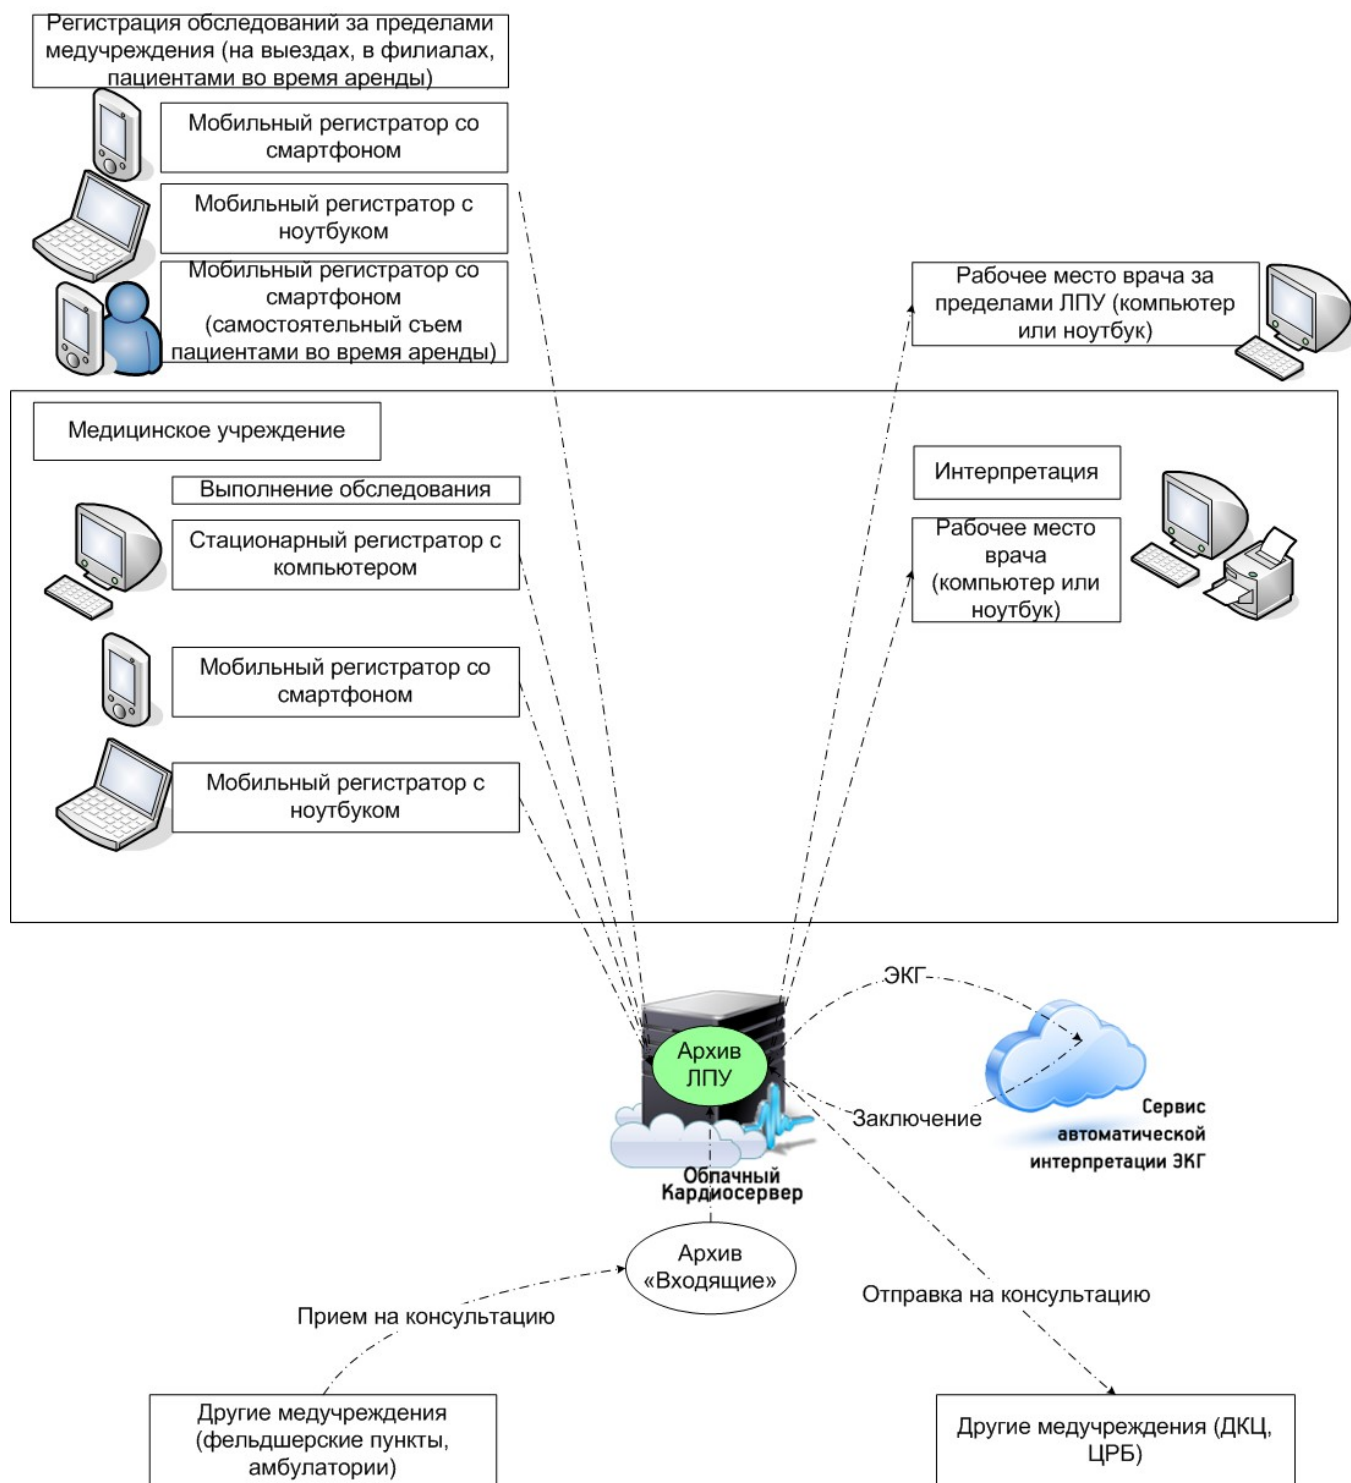 Регистрация обследований за пределами
медучреждения (на выездах, в филиалах,
пациентами во время аренды)
Мобильный регистратор со
смартфоном
Мобильный регистратор с
ноутбуком
Мобильный регистратор со
смартфоном
(самостоятельный съем
пациентами во время аренды)
Рабочее место врача за
пределами ЛПУ (компьютер
или ноутбук)
Медицинское учреждение
Выполнение обследования
Стационарный регистратор с
компьютером
Мобильный регистратор со
смартфоном
Мобильный регистратор с
ноутбуком
Интерпретация
Рабочее место
врача
(компьютер или
ноутбук)
ЭКГ
Архив
ЛПУ
Заключение
Сервис
автоматической
интерпретации ЭКГ
Облачный
Кардиосервер
Архив
«Входящие»
Прием на консультацию
Отправка на консультацию
Другие медучреждения
(фельдшерские пункты,
амбулатории)
Другие медучреждения (ДКЦ,
ЦРБ)